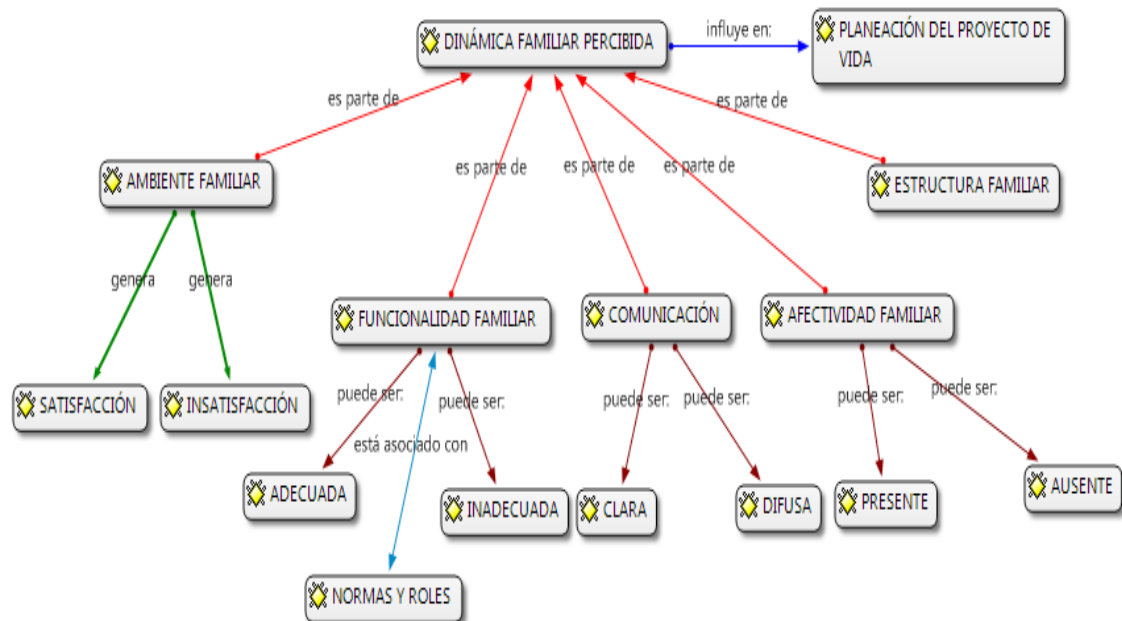 DINÁMICA FAMILIAR PERCIBIDA
influye en:
PLANEACIÓN DEL PROYECTO DE
VIDA
es parte de
es parte de
es parte de
es parte de
es parte de
AMBIENTE FAMILIAR
ESTRUCTURA FAMILIAR
genera
genera
FUNCIONALIDAD FAMILIAR
COMUNICACIÓN
AFECTIVIDAD FAMILIAR
SATISFACCIÓN
INSATISFACCIÓN
puede ser:
puede ser:
puede ser:
puede ser:
puede ser:
puede ser:
está asociado con
ADECUADA
INADECUADA
CLARA
DIFUSA
PRESENTE
AUSENTE
NORMAS Y ROLES